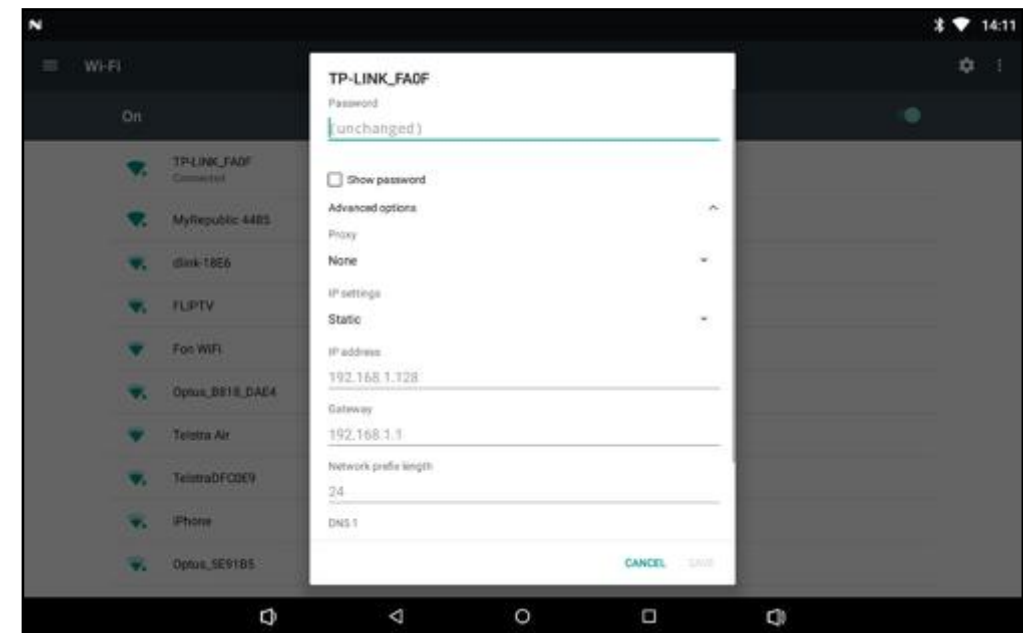 14:11
Wi-Fi
On
TP-LINK_FA0F
Connected
MyRepublic 4485
dlink-18E6
FLIPTV
Fon WiFi
Optus_B818_DAE4
Telstra Air
TelstraDFC0E9
iPhone
Optus_5E91B5
TP-LINK_FA0F
Password
(unchanged)
Show password
Advanced options
Proxy
None
IP settings
Static
IP address
192.168.1.128
Gateway
192.168.1.1
Network prefix length
24
DNS 1
CANCEL
SAVE